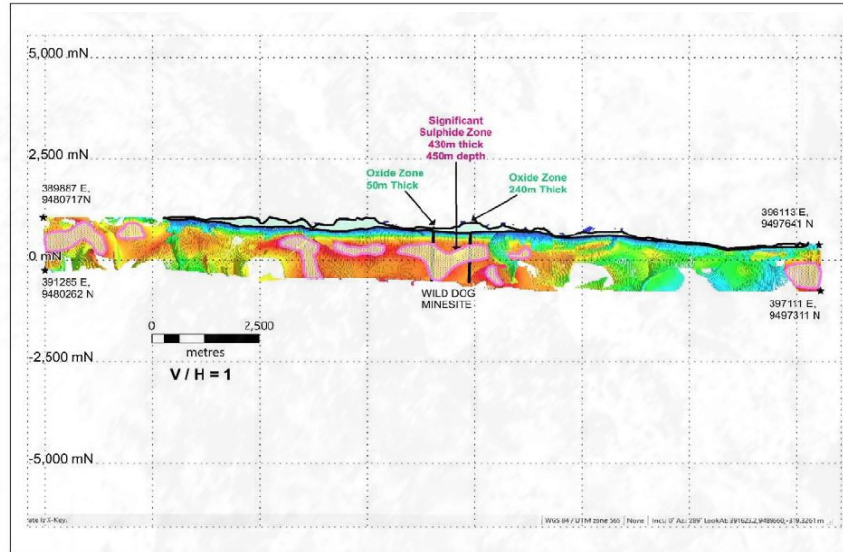 5,000 mN
2,500 mN
Significant
Sulphide Zone
430m thick
450m depth
Oxide Zone
50m Thick
Oxide Zone
240m Thick
389887 E,
9480717N
396113 E,
9497641 N
0 mN
391285 E,
9480262 N
WILD DOG
MINESITE
397111 E,
9497311 N
0 2,500
metres
V / H = 1
-2,500 mN
-5,000 mN
WGS 84 / UTM zone 56S None